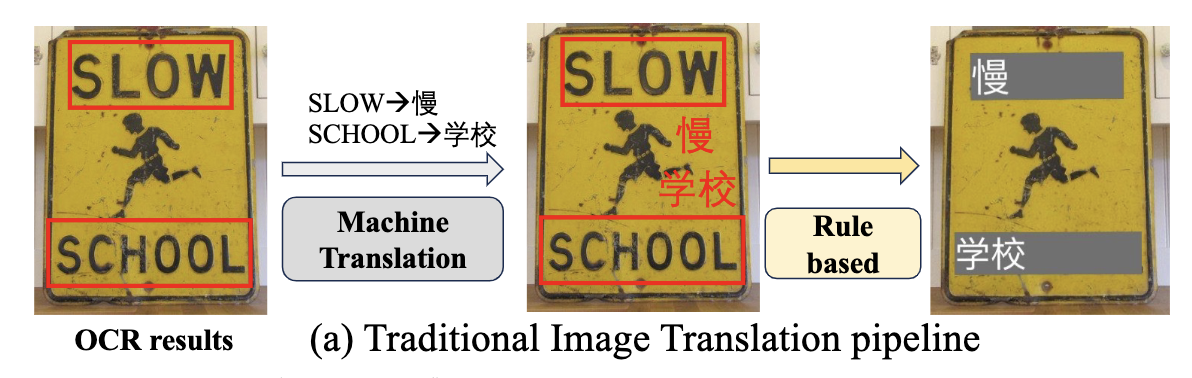 SLOW
SCHOOL
OCR results
SLOW→慢
SCHOOL→学校
Machine
Translation
SLOW
慢
学校
SCHOOL
Rule
based
慢
学校
(a) Traditional Image Translation pipeline